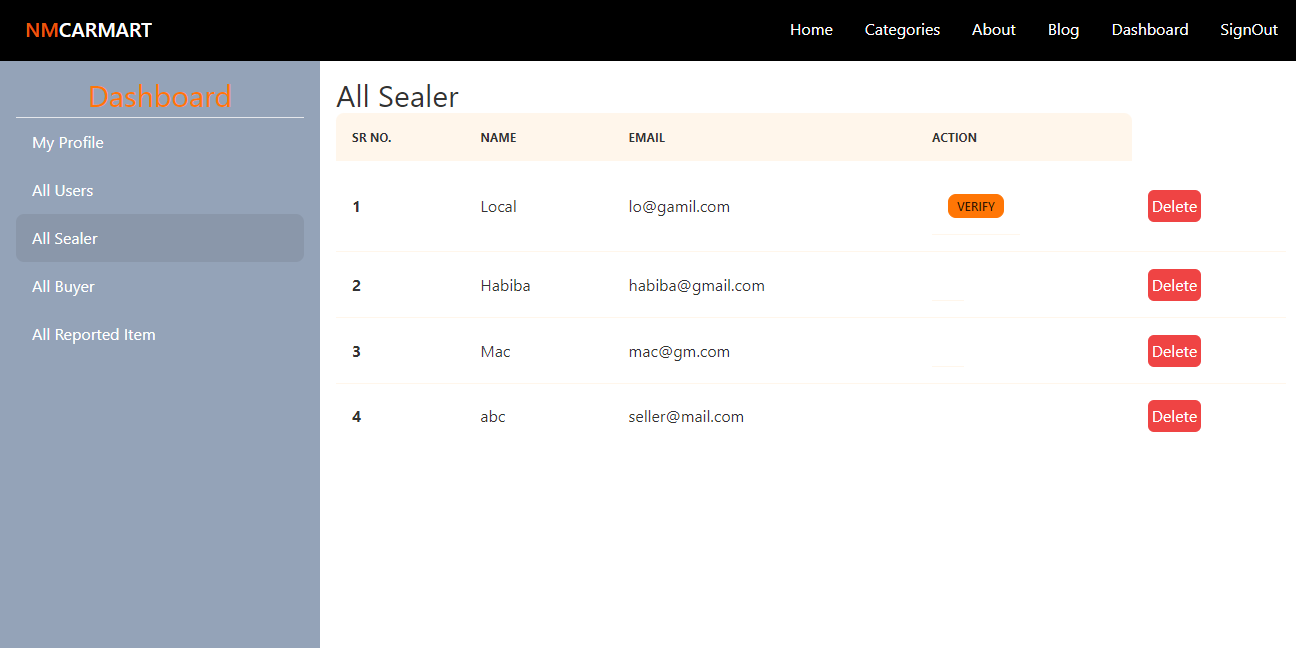 NMCARMART Home Categories About Blog Dashboard SignOut
Dashboard
My Profile
All Users
All Sealer
All Buyer
All Reported Item
All Sealer
SR NO. NAME EMAIL ACTION
1 Local lo@gamil.com VERIFY Delete
2 Habiba habiba@gmail.com Delete
3 Mac mac@gm.com Delete
4 abc seller@mail.com Delete